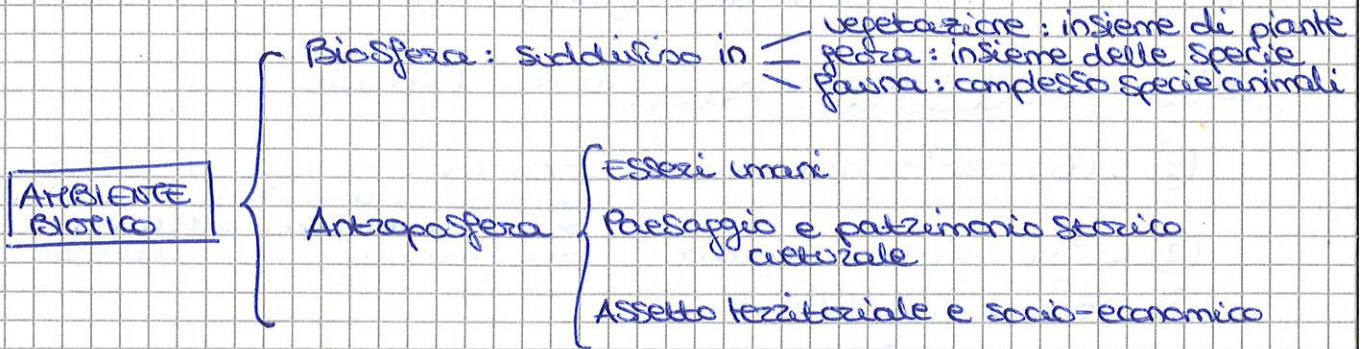 vegetazione: insieme di piante
Biosfera: suddiviso in
flora: insieme delle specie
fauna: complesso specie animali
AMBIENTE
BIOTICO
Antroposfera
Esseri umani
Paesaggio e patrimonio storico
culturale
Assetto territoriale e socio-economico